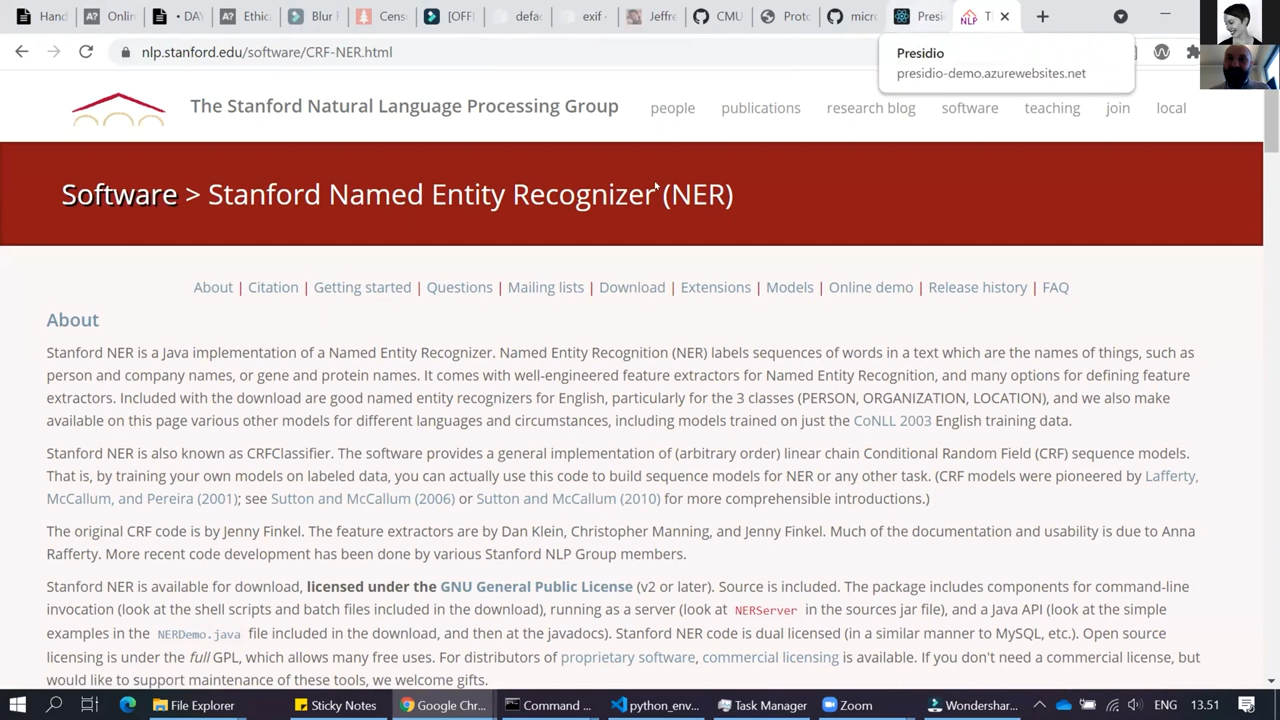 Hand
Onlin
• DAV
Ethic
Blur F
Cens
[OFF
defac
exif -
Jeffre
CMU
Proto
micro
Presi
NLP
T
nlp.stanford.edu/software/CRF-NER.html
Presidio
presidio-demo.azurewebsites.net
The Stanford Natural Language Processing Group
people publications research blog software teaching join local
Software > Stanford Named Entity Recognizer (NER)
About | Citation | Getting started | Questions | Mailing lists | Download | Extensions | Models | Online demo | Release history | FAQ
About
Stanford NER is a Java implementation of a Named Entity Recognizer. Named Entity Recognition (NER) labels sequences of words in a text which are the names of things, such as
person and company names, or gene and protein names. It comes with well-engineered feature extractors for Named Entity Recognition, and many options for defining feature
extractors. Included with the download are good named entity recognizers for English, particularly for the 3 classes (PERSON, ORGANIZATION, LOCATION), and we also make
available on this page various other models for different languages and circumstances, including models trained on just the CoNLL 2003 English training data.
Stanford NER is also known as CRFClassifier. The software provides a general implementation of (arbitrary order) linear chain Conditional Random Field (CRF) sequence models.
That is, by training your own models on labeled data, you can actually use this code to build sequence models for NER or any other task. (CRF models were pioneered by Lafferty,
McCallum, and Pereira (2001); see Sutton and McCallum (2006) or Sutton and McCallum (2010) for more comprehensible introductions.)
The original CRF code is by Jenny Finkel. The feature extractors are by Dan Klein, Christopher Manning, and Jenny Finkel. Much of the documentation and usability is due to Anna
Rafferty. More recent code development has been done by various Stanford NLP Group members.
Stanford NER is available for download, licensed under the GNU General Public License (v2 or later). Source is included. The package includes components for command-line
invocation (look at the shell scripts and batch files included in the download), running as a server (look at NERServer in the sources jar file), and a Java API (look at the simple
examples in the NERDemo.java file included in the download, and then at the javadocs). Stanford NER code is dual licensed (in a similar manner to MySQL, etc.). Open source
licensing is under the full GPL, which allows many free uses. For distributors of proprietary software, commercial licensing is available. If you don't need a commercial license, but
would like to support maintenance of these tools, we welcome gifts.
File Explorer
Sticky Notes
Google Chr...
Command ...
python_env...
Task Manager
Zoom
Wondershar...
ENG
13.51